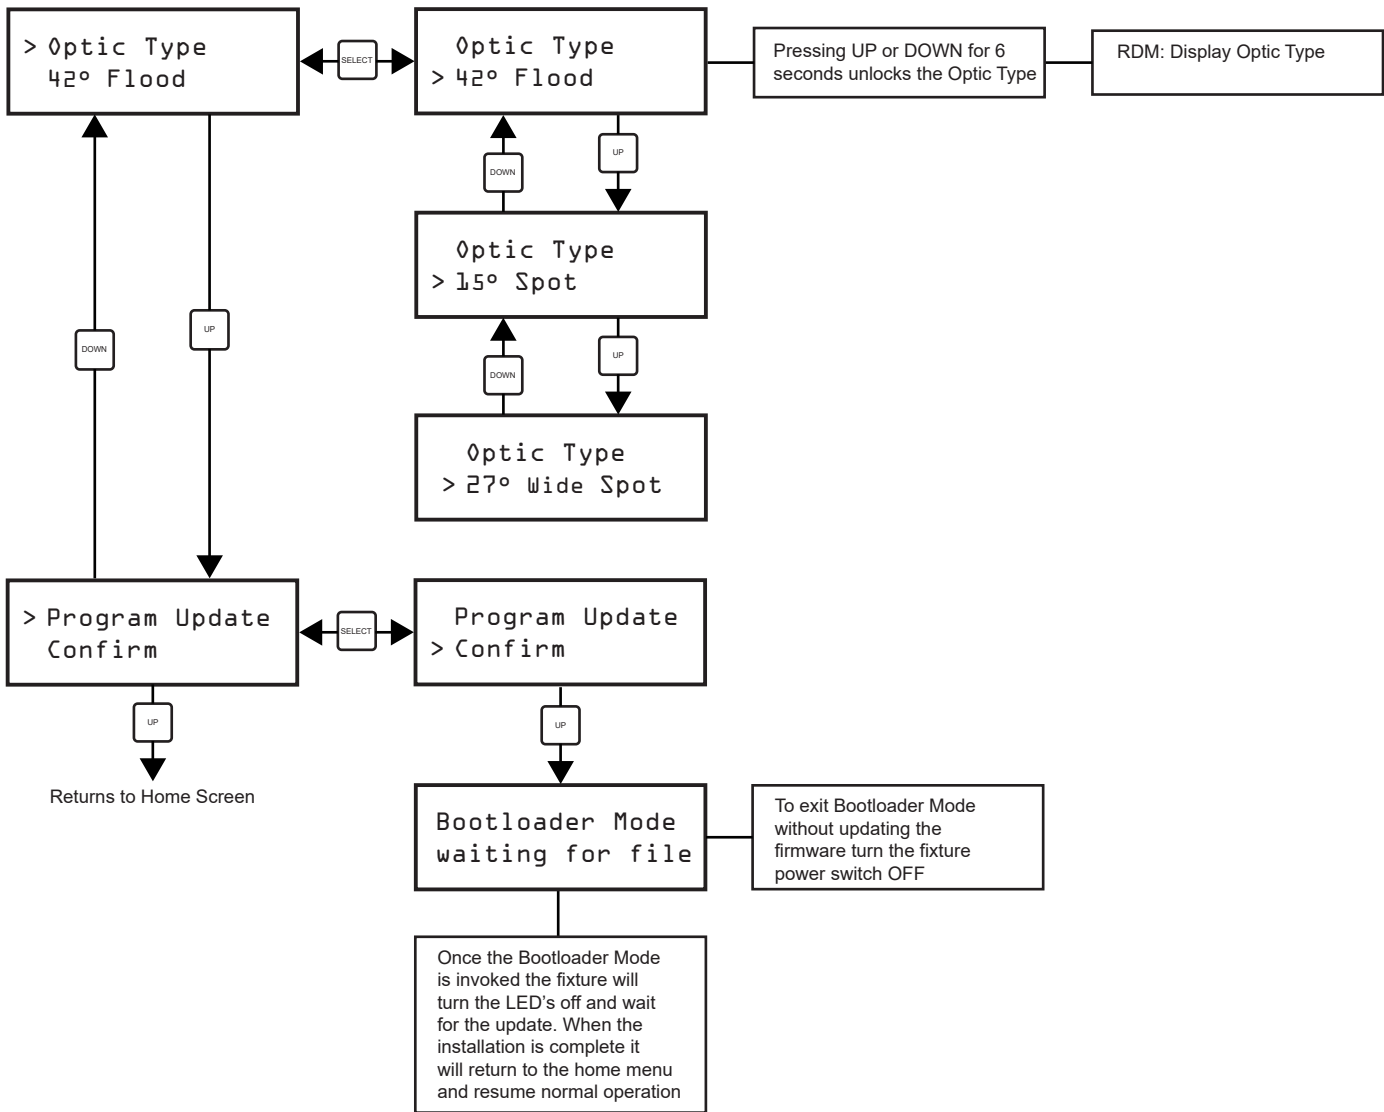 > Optic Type
42° Flood
SELECT
Optic Type
> 42° Flood
Pressing UP or DOWN for 6
seconds unlocks the Optic Type
RDM: Display Optic Type
DOWN
UP
Optic Type
> 15° Spot
DOWN
UP
DOWN
UP
Optic Type
> 27° Wide Spot
> Program Update
Confirm
SELECT
Program Update
> Confirm
UP
Returns to Home Screen
UP
Bootloader Mode
waiting for file
To exit Bootloader Mode
without updating the
firmware turn the fixture
power switch OFF
Once the Bootloader Mode
is invoked the fixture will
turn the LED’s off and wait
for the update. When the
installation is complete it
will return to the home menu
and resume normal operation